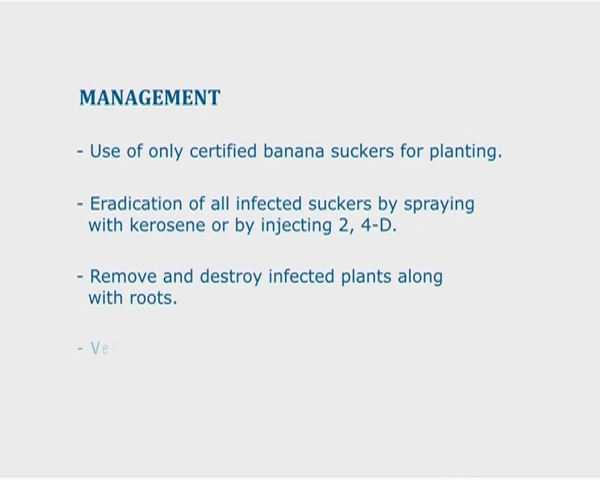 MANAGEMENT
- Use of only certified banana suckers for planting.
- Eradication of all infected suckers by spraying
with kerosene or by injecting 2, 4-D.
- Remove and destroy infected plants along
with roots.
- Ve